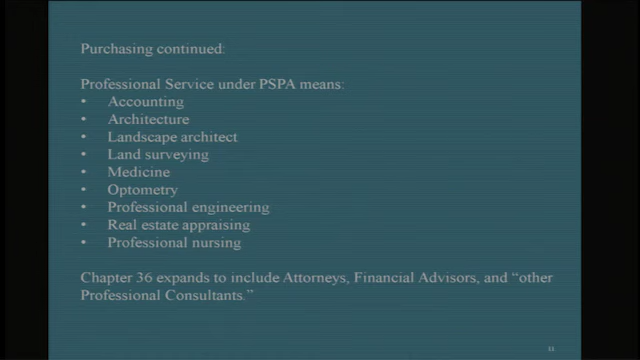 Purchasing continued:
Professional Service under PSPA means:
• Accounting
• Architecture
• Landscape architect
• Land surveying
• Medicine
• Optometry
• Professional engineering
• Real estate appraising
• Professional nursing
Chapter 36 expands to include Attorneys, Financial Advisors, and “other
Professional Consultants.”
11